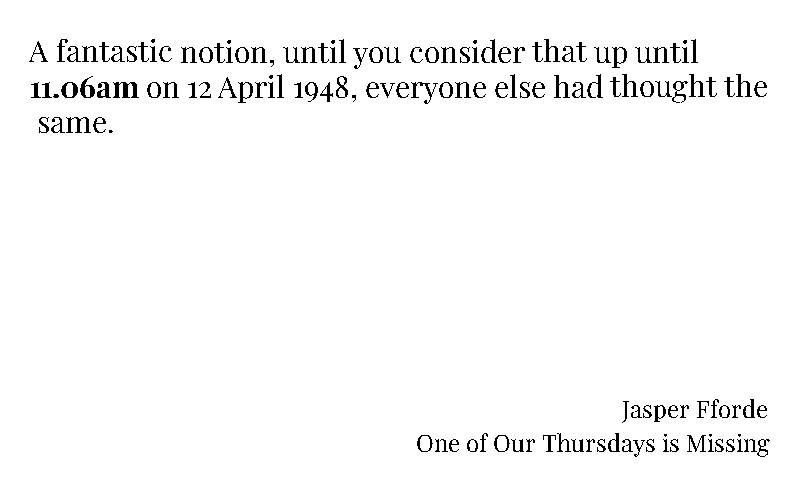 A fantastic notion, until you consider that up until
11.06am on 12 April 1948, everyone else had thought the
same.
Jasper Fforde
One of Our Thursdays is Missing